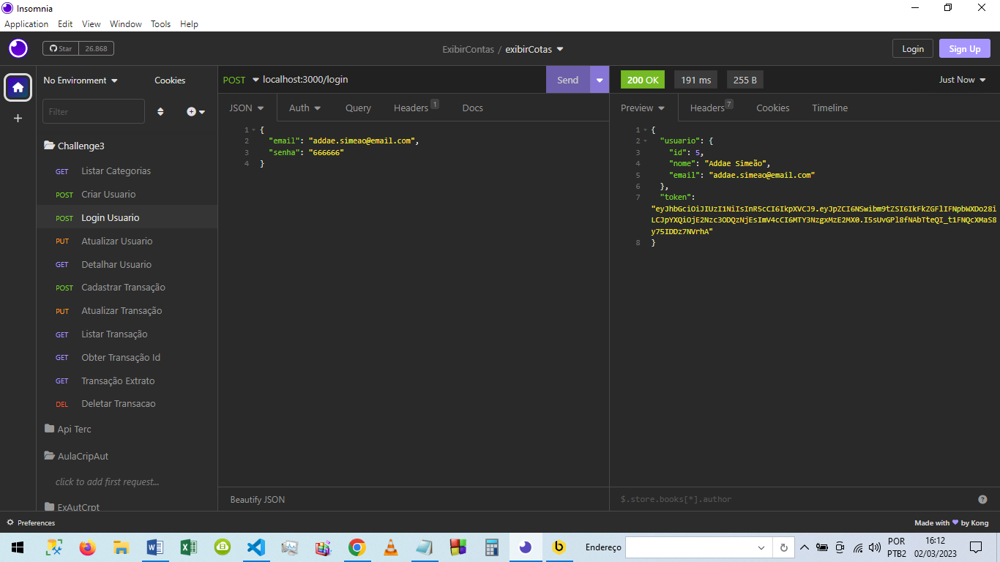 Insomnia
Application Edit View Window Tools Help
Star 26.868
ExibirContas / exibirCotas
Login Sign Up
No Environment Cookies
Filter
Challenge3
GET Listar Categorias
POST Criar Usuario
POST Login Usuario
PUT Atualizar Usuario
GET Detalhar Usuario
POST Cadastrar Transação
PUT Atualizar Transação
GET Listar Transação
GET Obter Transação Id
GET Transação Extrato
DEL Deletar Transacao
Api Terc
AulaCripAut
click to add first request...
ExAutCrpt
POST localhost:3000/login Send
JSON Auth Query Headers 1 Docs
1 {
2 "email": "addae.simeao@email.com",
3 "senha": "666666"
4 }
Beautify JSON
200 OK 191 ms 255 B Just Now
Preview Headers 7 Cookies Timeline
1 {
2 "usuario": {
3 "id": 5,
4 "nome": "Addae Simeão",
5 "email": "addae.simeao@email.com"
6 },
7 "token":
"eyJhbGciOiJIUzI1NiIsInR5cCI6IkpXVCJ9.eyJpZCI6NSwibm9tZSI6IkFkZGFlIFNpbWXDo28i
LCJpYXQiOjE2Nzc3ODQzNjEsImV4cCI6MTY3NzgxMzE2MX0.I5sUvGPl8fNAbTteQI_t1FNQcXMaS8
y75IDDz7NVrhA"
8 }
$.store.books[*].author
Preferences
Made with by Kong
Endereço
POR
PTB2
16:12
02/03/2023